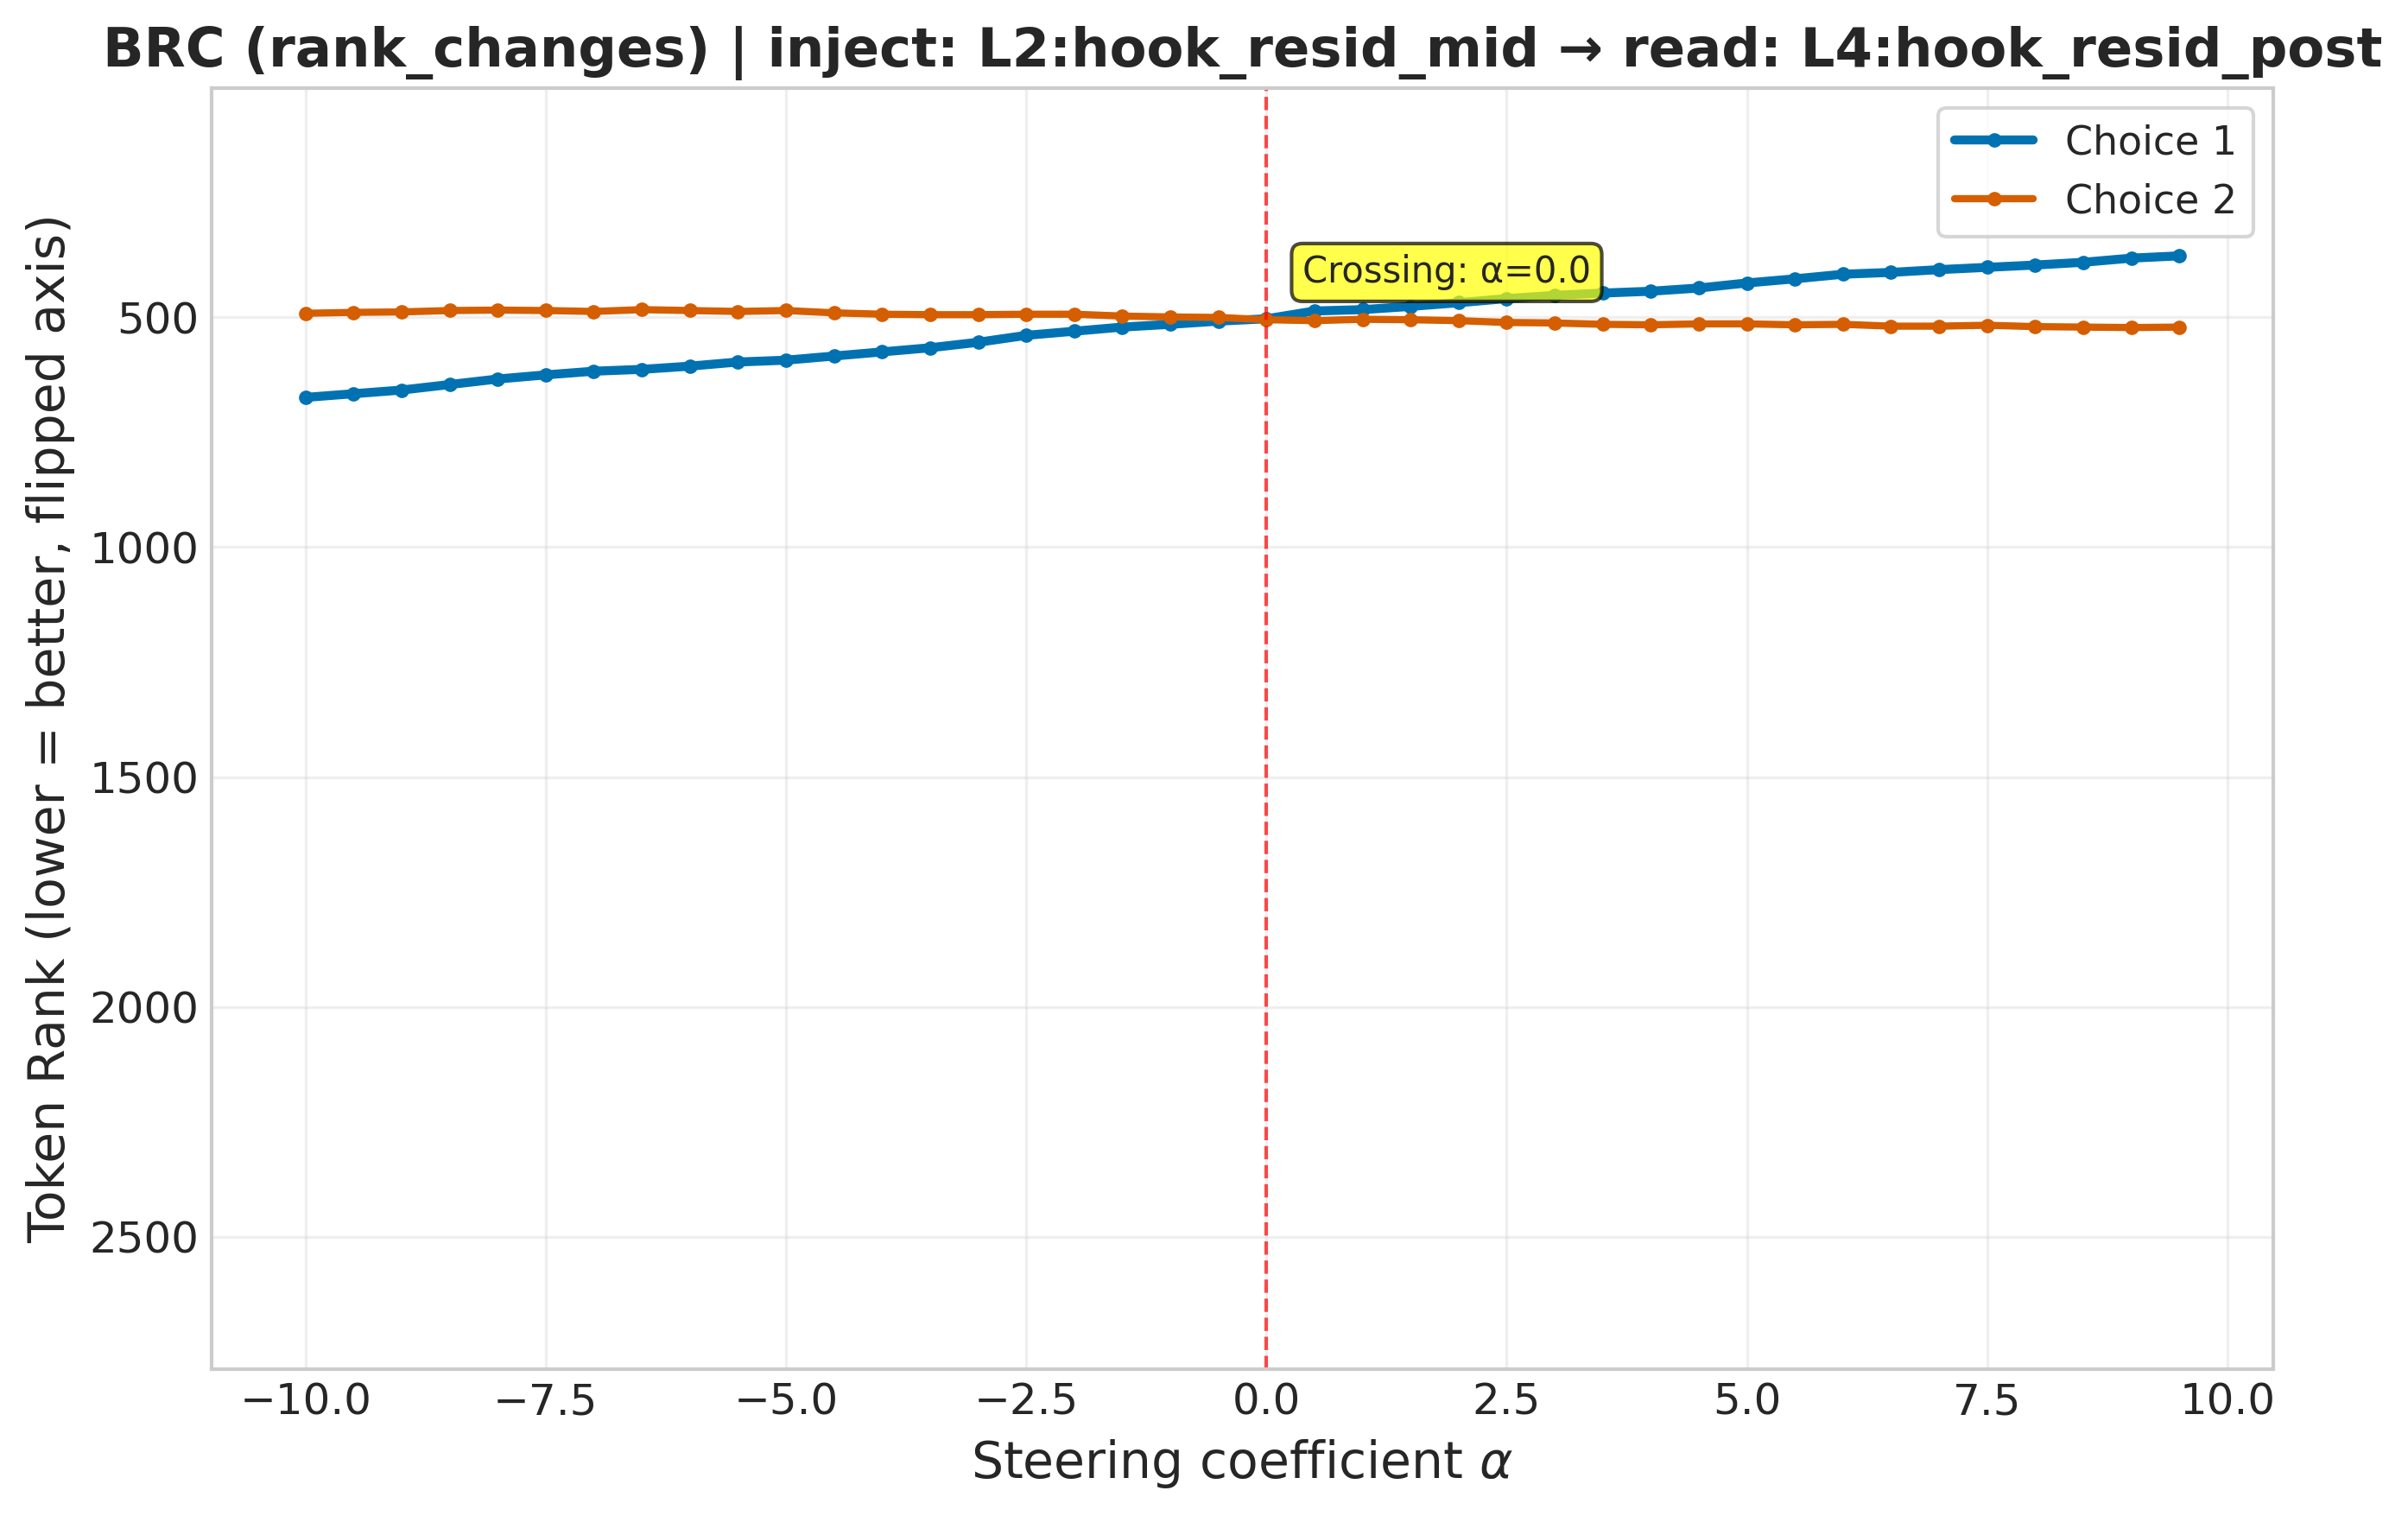 BRC (rank_changes) | inject: L2:hook_resid_mid → read: L4:hook_resid_post
Choice 1
Choice 2
Crossing: α=0.0
Token Rank (lower = better, flipped axis)
500
1000
1500
2000
2500
−10.0
−7.5
−5.0
−2.5
0.0
2.5
5.0
7.5
10.0
Steering coefficient α